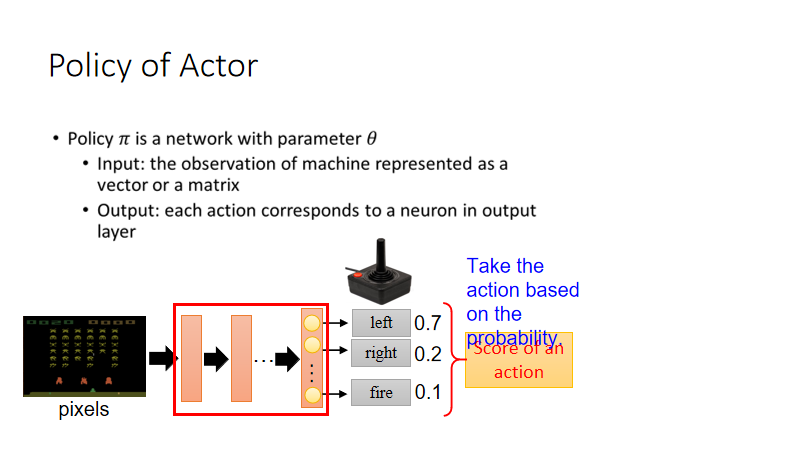 Policy of Actor
• Policy π is a network with parameter θ
• Input: the observation of machine represented as a
vector or a matrix
• Output: each action corresponds to a neuron in output
layer
Take the
action based
on the
probability.
Score of an
action
left 0.7
right 0.2
fire 0.1
...
⋮
0020 0000
pixels